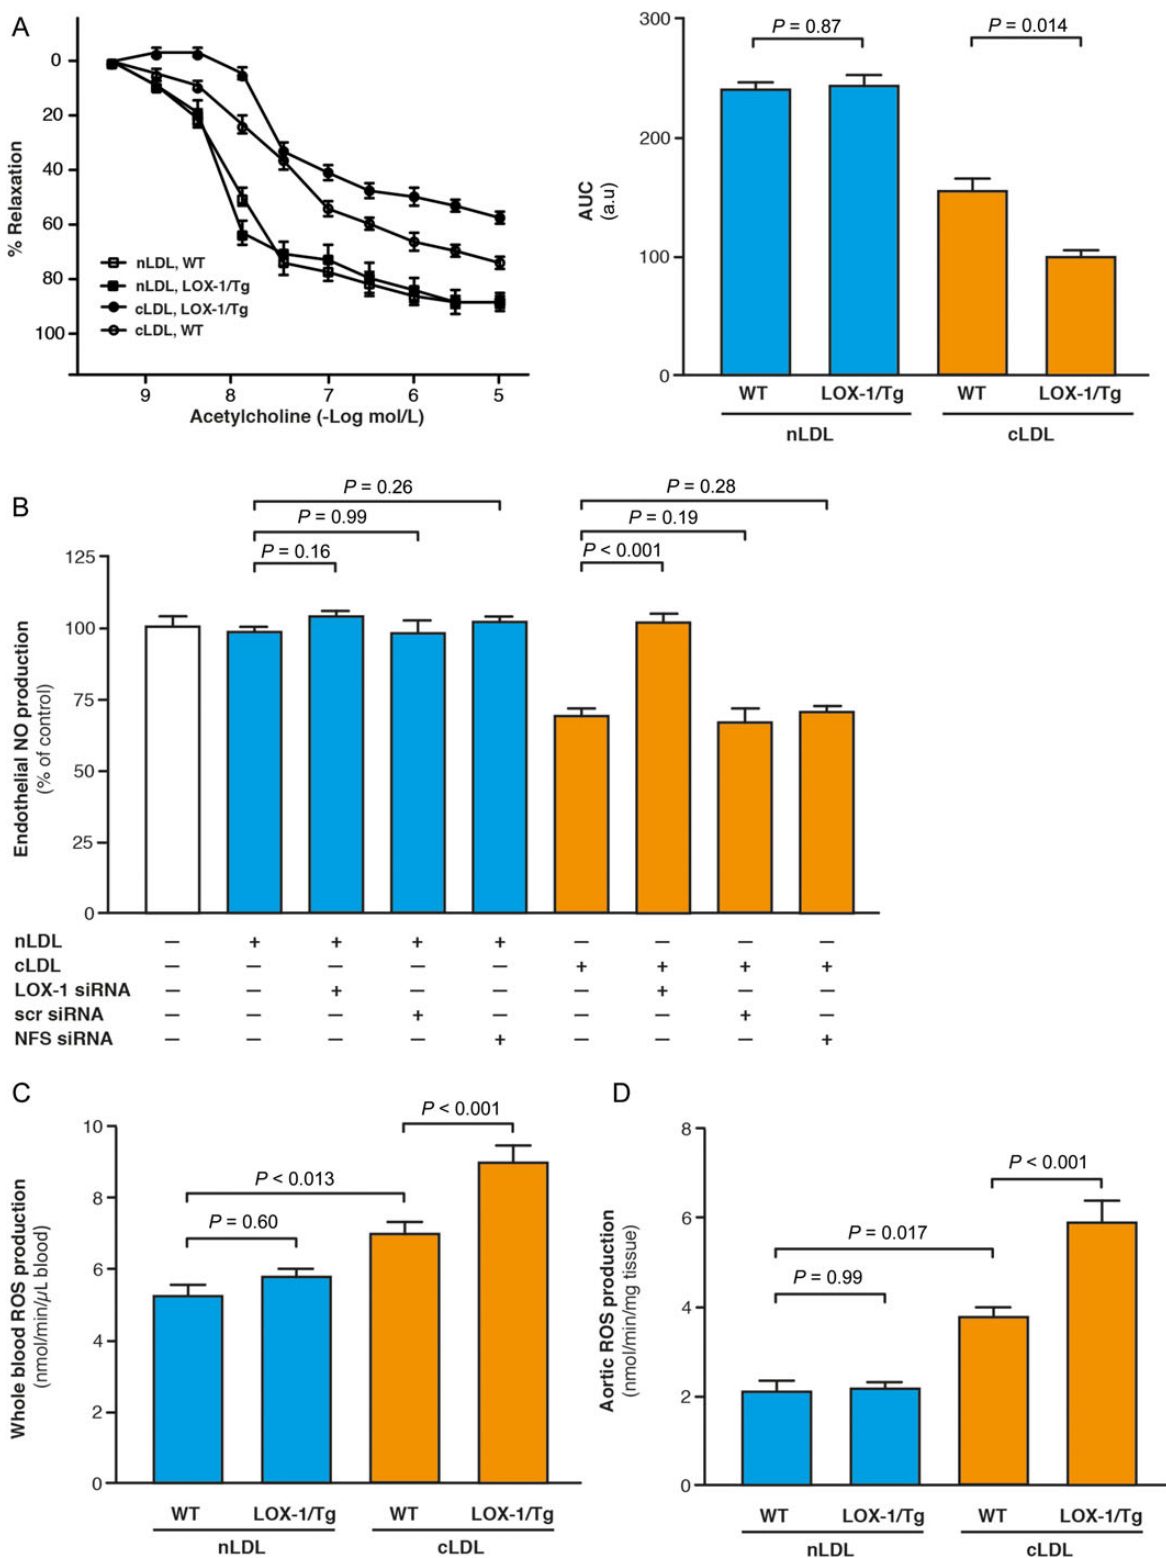 A
0
20
40
60
80
100
% Relaxation
nLDL, WT
nLDL, LOX-1/Tg
cLDL, LOX-1/Tg
cLDL, WT
9 8 7 6 5
Acetylcholine (-Log mol/L)
300
200
100
0
AUC
(a.u)
P = 0.87
P = 0.014
WT LOX-1/Tg WT LOX-1/Tg
nLDL cLDL
B
P = 0.26
P = 0.99
P = 0.16
P = 0.28
P = 0.19
P < 0.001
125
100
75
50
25
0
Endothelial NO production
(% of control)
nLDL — + + + + — — — —
cLDL — — — — — + + + +
LOX-1 siRNA — — + — — — + — —
scr siRNA — — — + — — — + —
NFS siRNA — — — — + — — — +
C
10
8
6
4
2
0
Whole blood ROS production
(nmol/min/µL blood)
P < 0.001
P < 0.013
P = 0.60
WT LOX-1/Tg WT LOX-1/Tg
nLDL cLDL
D
8
6
4
2
0
Aortic ROS production
(nmol/min/mg tissue)
P < 0.001
P = 0.017
P = 0.99
WT LOX-1/Tg WT LOX-1/Tg
nLDL cLDL